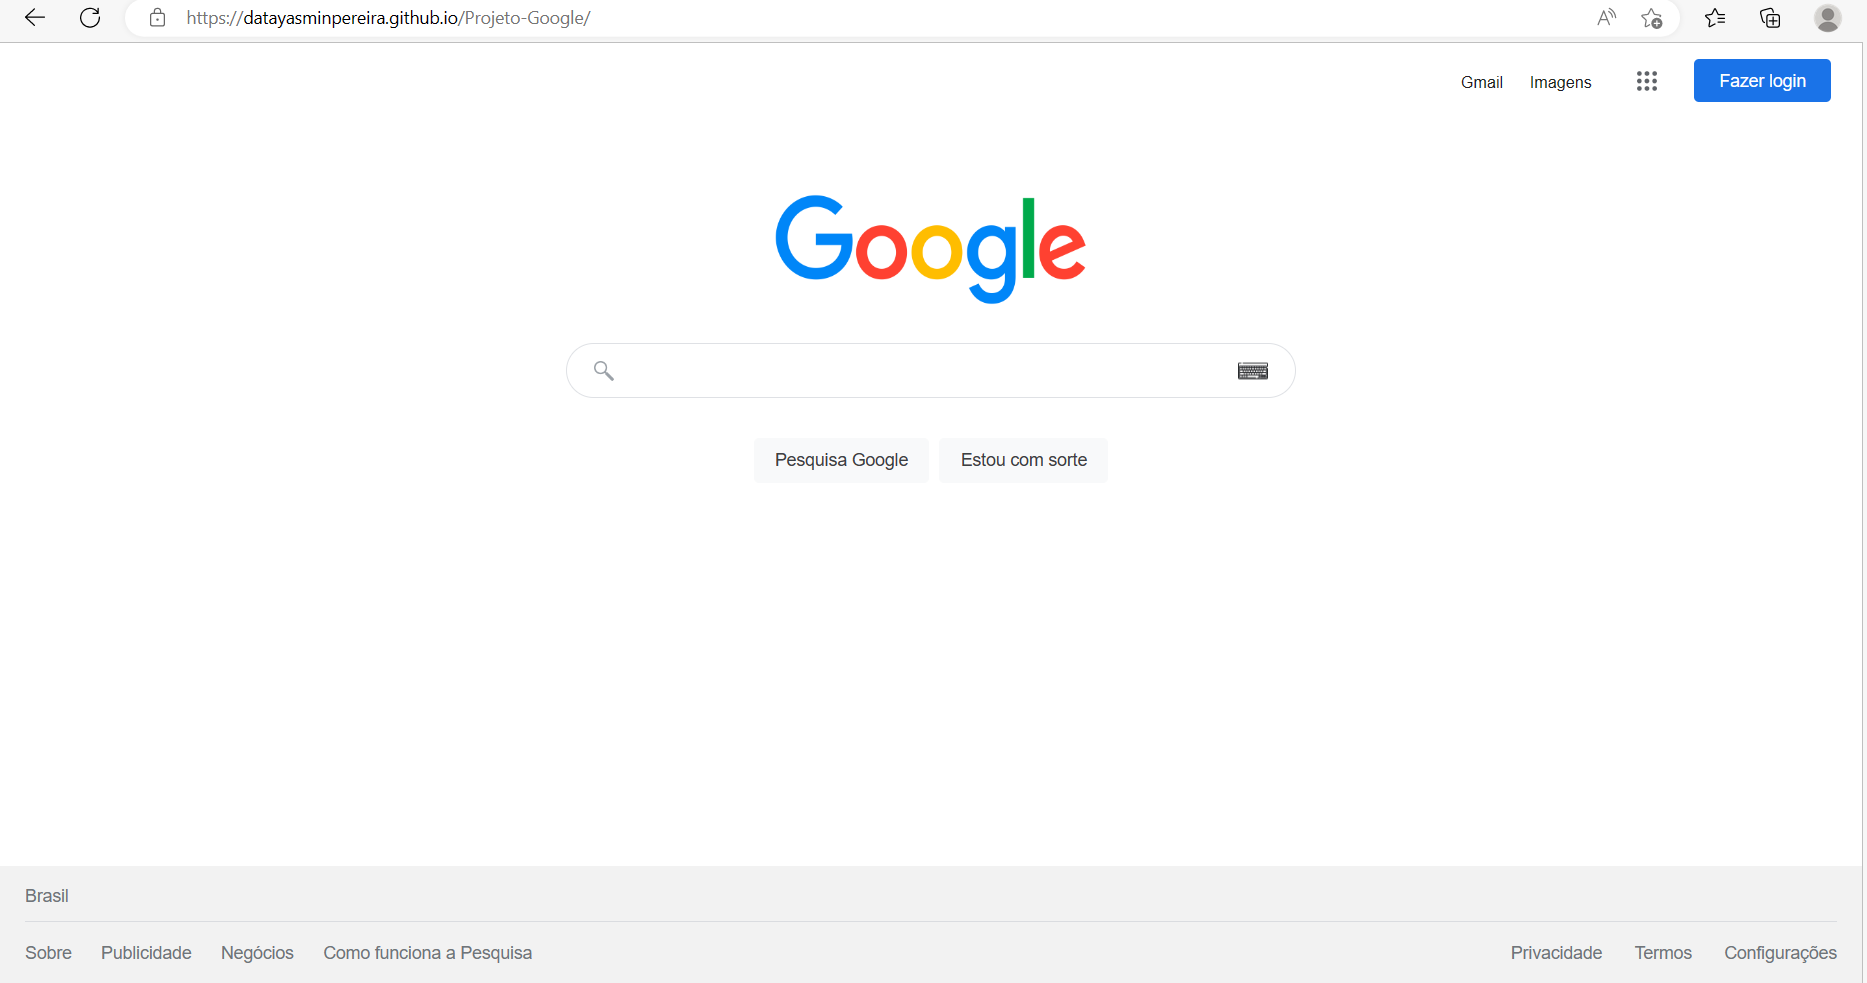 https://datayasminpereira.github.io/Projeto-Google/
Gmail Imagens Fazer login
Google
Pesquisa Google Estou com sorte
Brasil
Sobre Publicidade Negócios Como funciona a Pesquisa Privacidade Termos Configurações